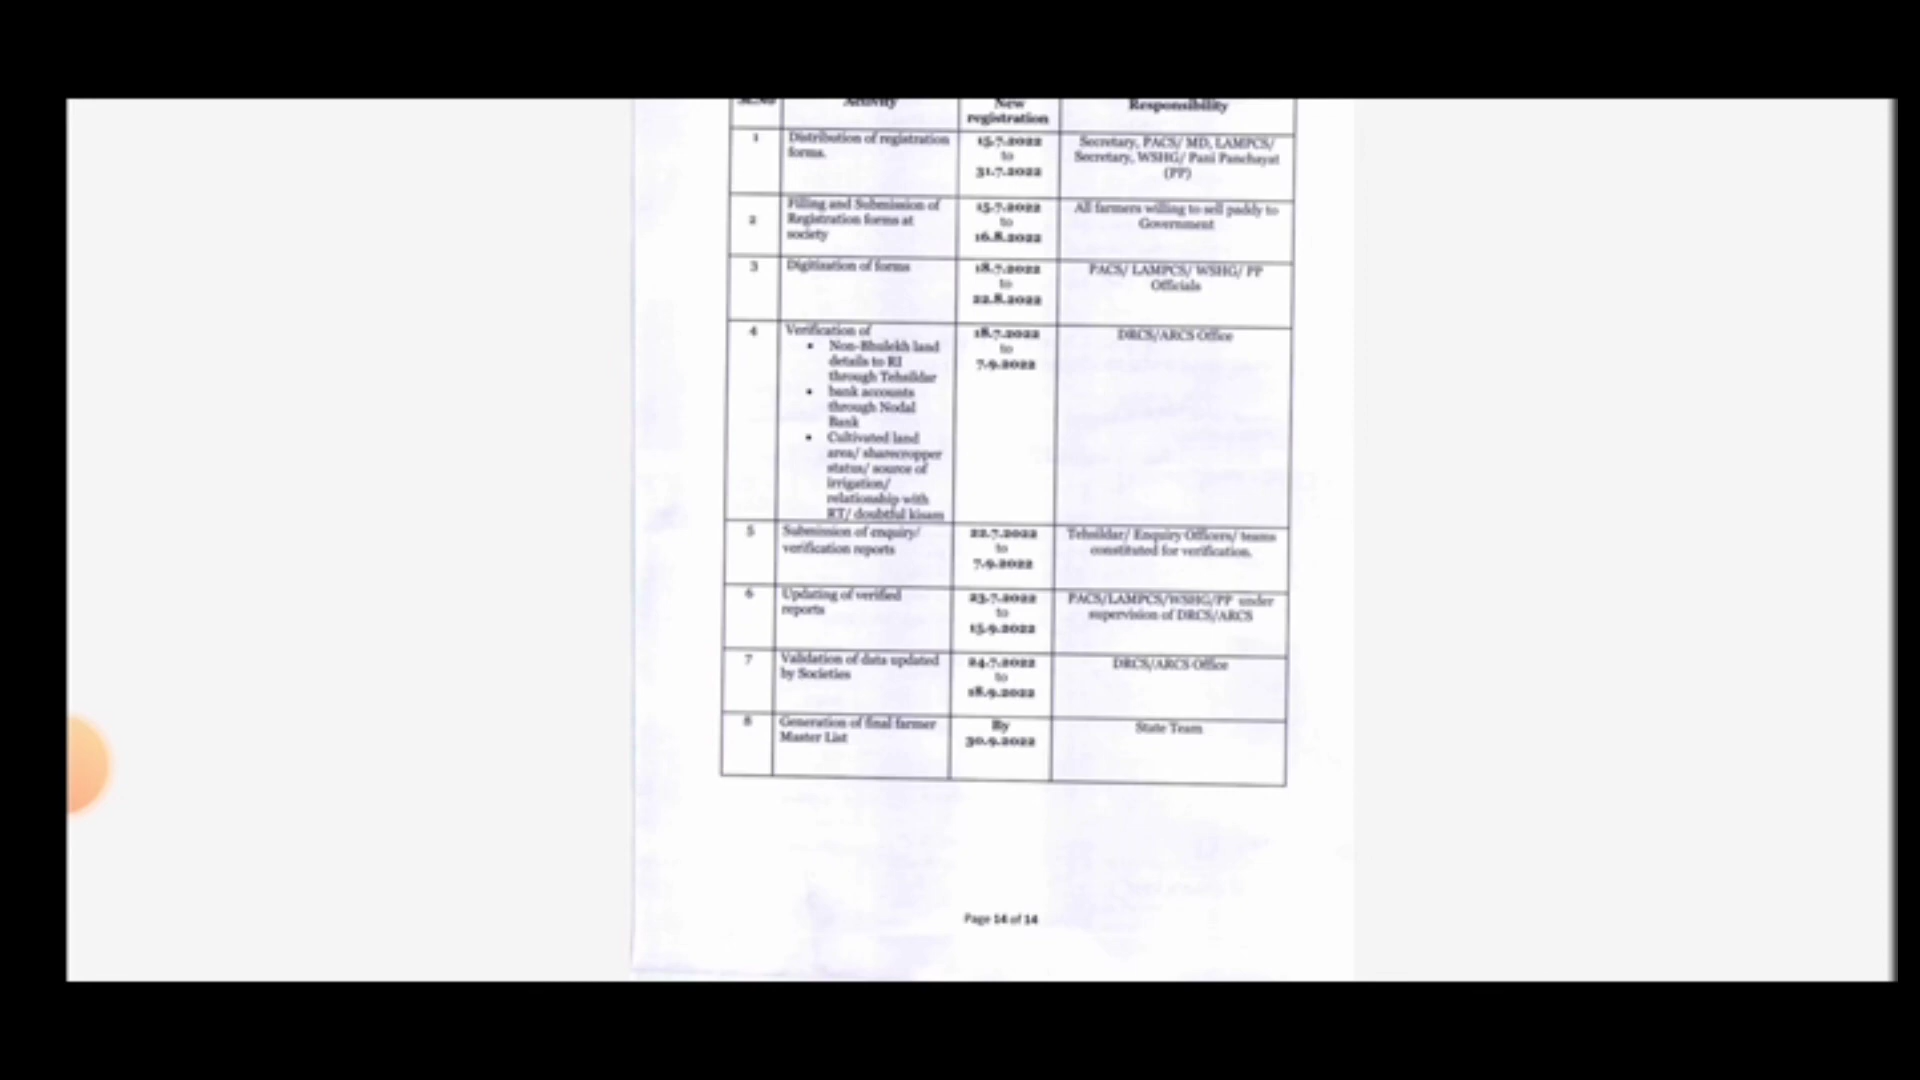 Sl.No Activity New registration Responsibility
1 Distribution of registration forms. 15.7.2022 to 31.7.2022 Secretary, PACS/ MD, LAMPCS/ Secretary, WSHG/ Pani Panchayat (PP)
2 Filling and Submission of Registration forms at society 15.7.2022 to 16.8.2022 All farmers willing to sell paddy to Government
3 Digitization of forms 18.7.2022 to 22.8.2022 PACS/ LAMPCS/ WSHG/ PP Officials
4 Verification of
• Non-Bhulekh land details to RI through Tehsildar
• bank accounts through Nodal Bank
• Cultivated land area/ sharecropper status/ source of irrigation/ relationship with RT/ doubtful kisam
18.7.2022 to 7.9.2022 DRCS/ARCS Office
5 Submission of enquiry/ verification reports 22.7.2022 to 7.9.2022 Tehsildar/ Enquiry Officers/ teams constituted for verification.
6 Updating of verified reports 23.7.2022 to 15.9.2022 PACS/LAMPCS/WSHG/PP under supervision of DRCS/ARCS
7 Validation of data updated by Societies 24.7.2022 to 18.9.2022 DRCS/ARCS Office
8 Generation of final farmer Master List By 30.9.2022 State Team
Page 14 of 14